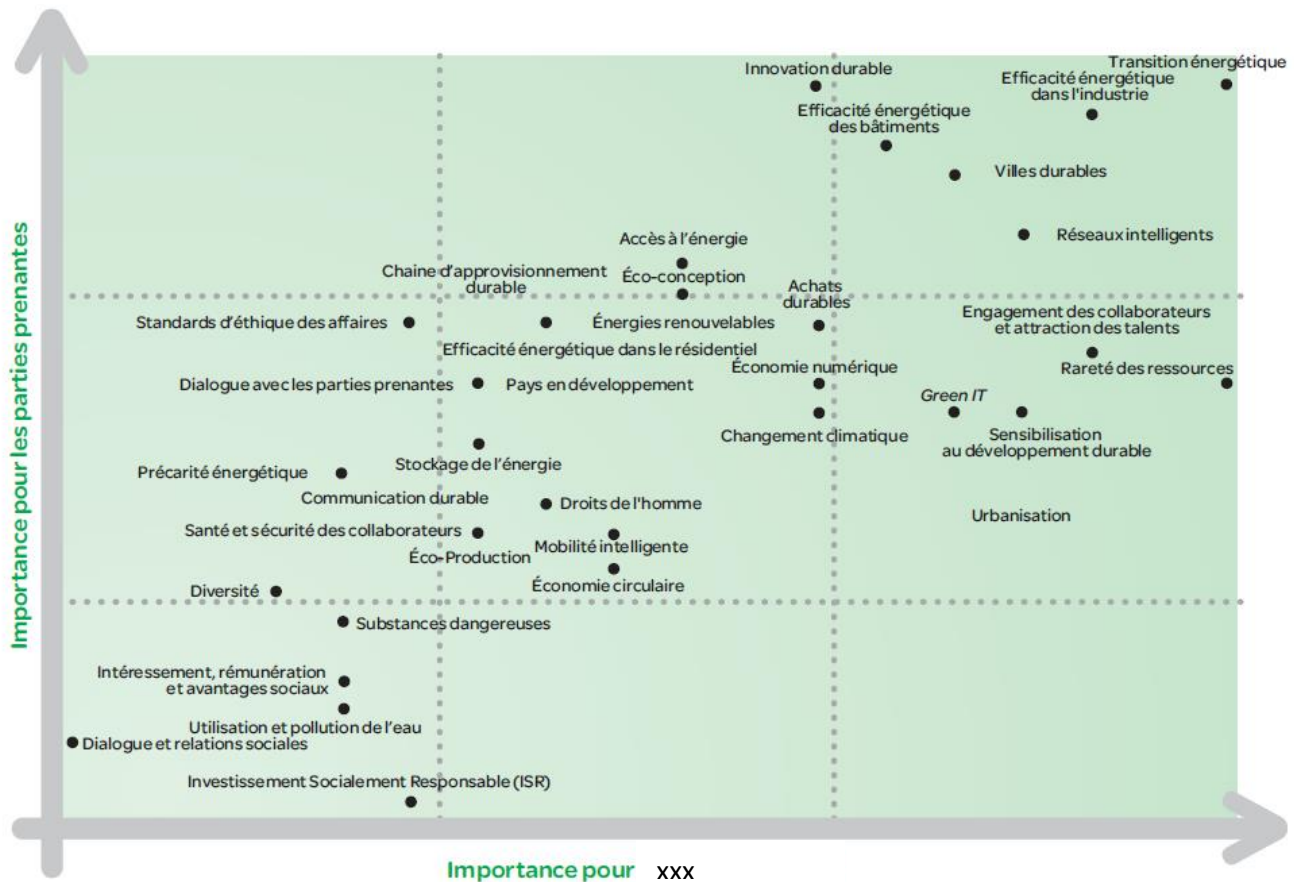 Transition énergétique
Innovation durable
Efficacité énergétique
dans l'industrie
Efficacité énergétique
des bâtiments
Villes durables
Réseaux intelligents
Accès à l'énergie
Chaine d'approvisionnement
durable
Éco-conception
Achats
durables
Engagement des collaborateurs
et attraction des talents
Standards d'éthique des affaires
Énergies renouvelables
Efficacité énergétique dans le résidentiel
Économie numérique
Rareté des ressources
Dialogue avec les parties prenantes
Pays en développement
Green IT
Changement climatique
Sensibilisation
au développement durable
Stockage de l'énergie
Précarité énergétique
Communication durable
Droits de l'homme
Urbanisation
Santé et sécurité des collaborateurs
Mobilité intelligente
Éco-Production
Économie circulaire
Diversité
Substances dangereuses
Intéressement, rémunération
et avantages sociaux
Utilisation et pollution de l'eau
Dialogue et relations sociales
Investissement Socialement Responsable (ISR)
Importance pour les parties prenantes
Importance pour xxx